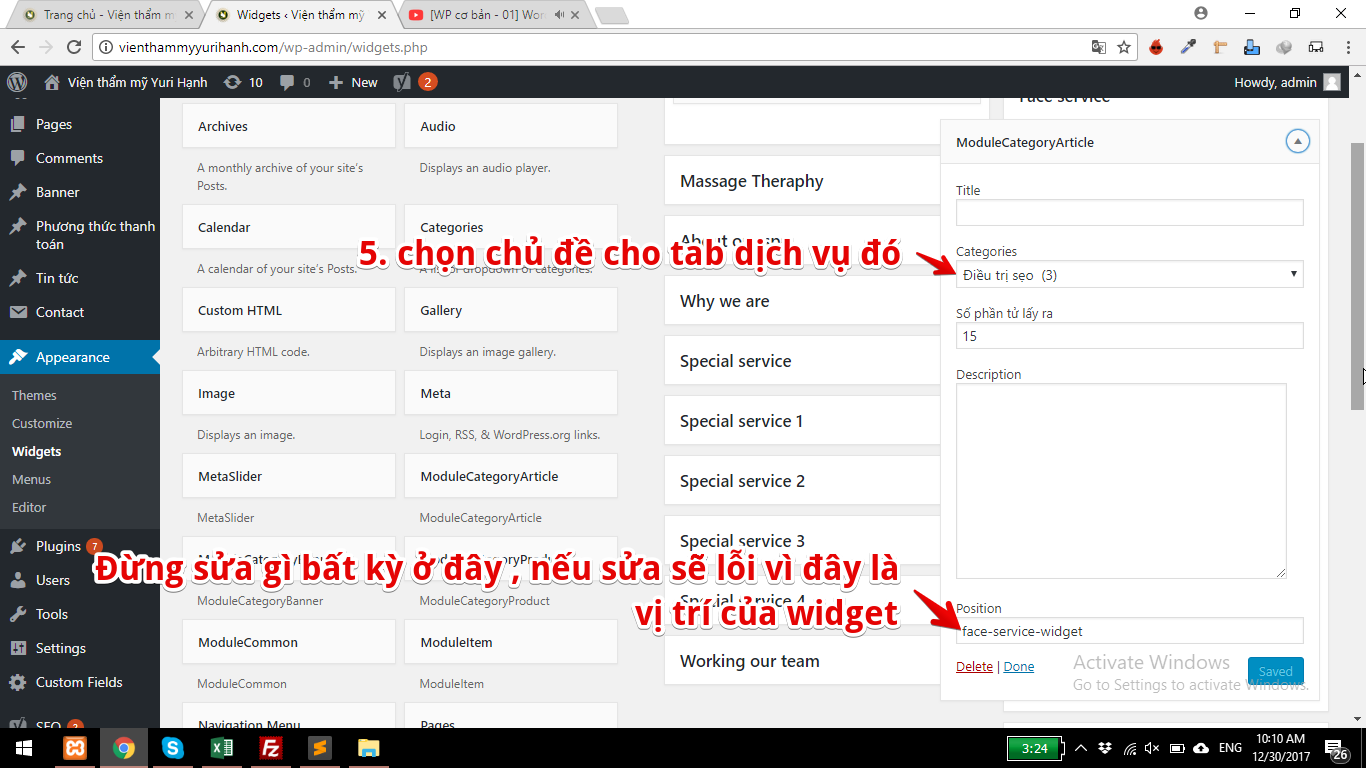 Trang chủ - Viện thẩm m
Widgets ‹ Viện thẩm mỹ
[WP cơ bản - 01] Wor
vienthammyyurihanh.com/wp-admin/widgets.php
Viện thẩm mỹ Yuri Hạnh
10
0
New
2
Howdy, admin
Pages
Comments
Banner
Phương thức thanh
toán
Tin tức
Contact
Appearance
Themes
Customize
Widgets
Menus
Editor
Plugins 7
Users
Tools
Settings
Custom Fields
SEO 2
Archives
Audio
A monthly archive of your site's
Posts.
Displays an audio player.
Calendar
Categories
A calendar of your site's Posts.
A list or dropdown of categories.
Custom HTML
Gallery
Arbitrary HTML code.
Displays an image gallery.
Image
Meta
Displays an image.
Login, RSS, & WordPress.org links.
MetaSlider
ModuleCategoryArticle
MetaSlider
ModuleCategoryArticle
ModuleCategoryBanner
ModuleCategoryProduct
ModuleCommon
ModuleItem
ModuleCommon
ModuleItem
Navigation Menu
Pages
Massage Theraphy
Why we are
Special service
Special service 1
Special service 2
Special service 3
Special service 4
Working our team
Face service
ModuleCategoryArticle
Title
5. chọn chủ đề cho tab dịch vụ đó
Categories
Điều trị sẹo (3)
Số phần tử lấy ra
15
Description
Đừng sửa gì bất kỳ ở đây , nếu sửa sẽ lỗi vì đây là
vị trí của widget
Position
face-service-widget
Delete | Done
Saved
Activate Windows
Go to Settings to activate Windows.
3:24
ENG
10:10 AM
12/30/2017
26